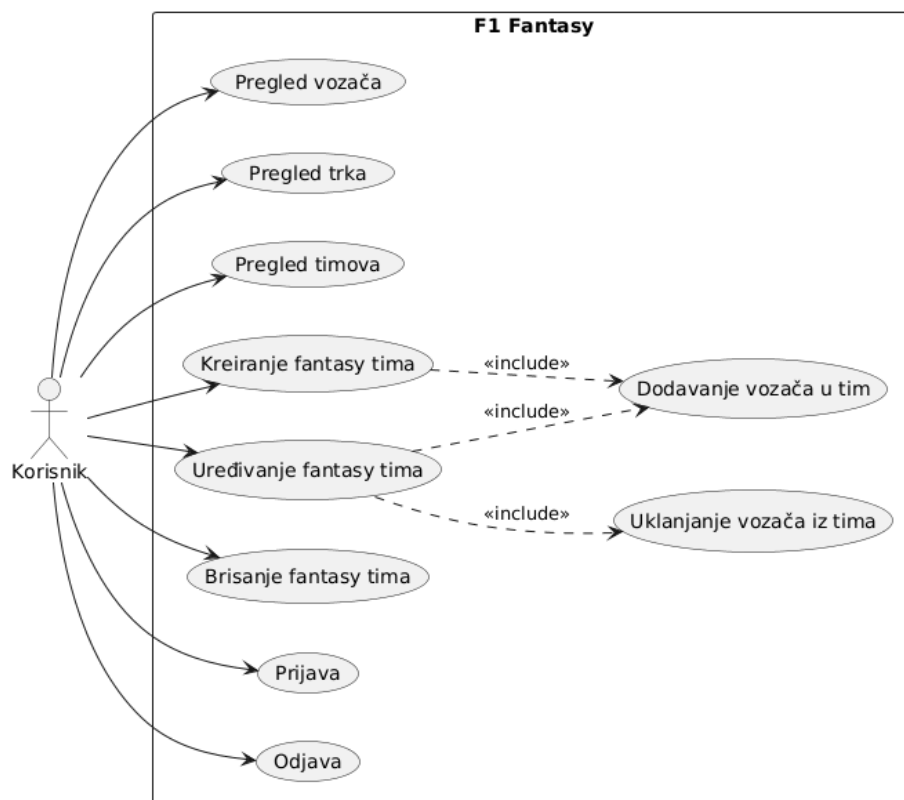 F1 Fantasy
Pregled vozača
Pregled trka
Pregled timova
Kreiranje fantasy tima
«include»
Dodavanje vozača u tim
«include»
Korisnik
Uređivanje fantasy tima
«include»
Uklanjanje vozača iz tima
Brisanje fantasy tima
Prijava
Odjava